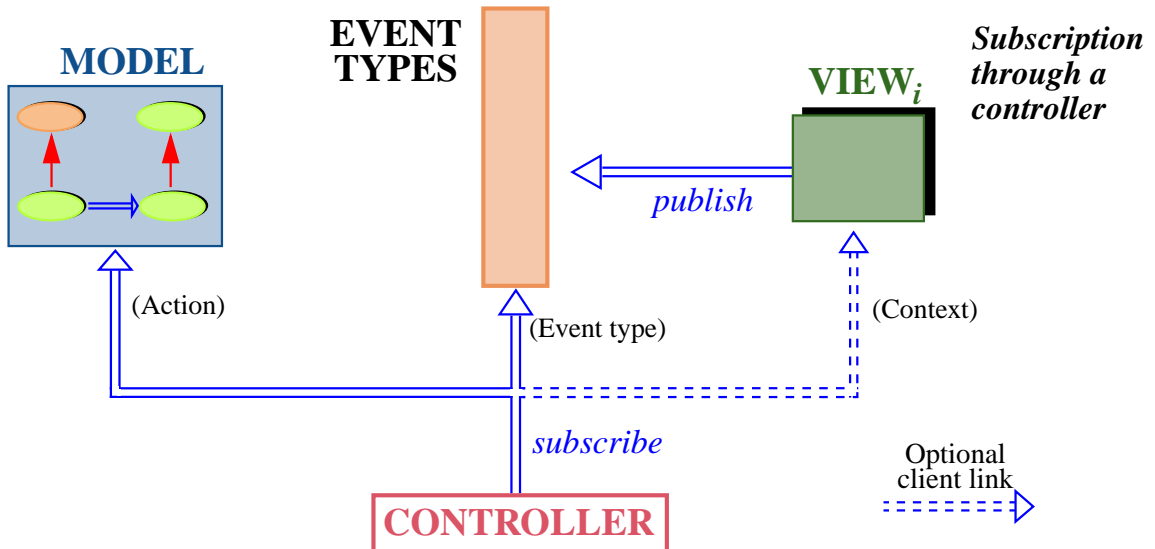 EVENT
TYPES
MODEL
VIEWi
Subscription
through a
controller
publish
(Action)
(Event type)
(Context)
subscribe
Optional
client link
CONTROLLER